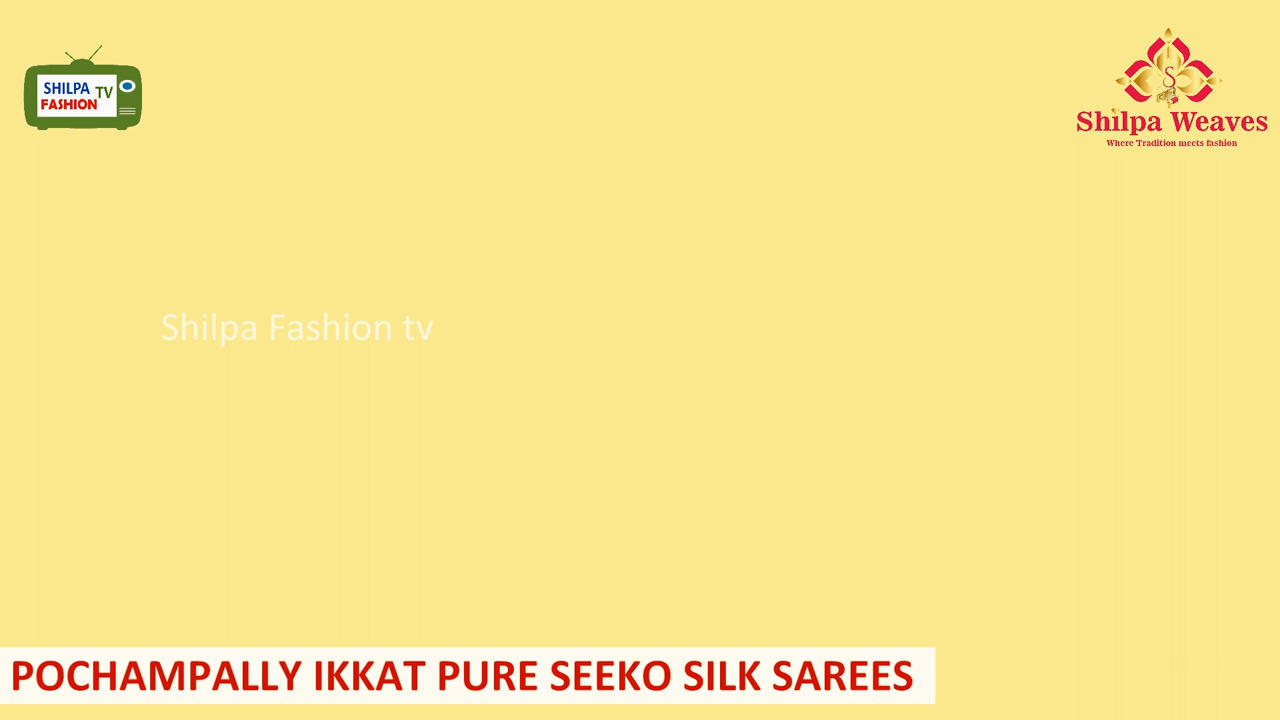 SHILPA TV
FASHION
Shilpa Weaves
Where Tradition meets fashion
Shilpa Fashion tv
POCHAMPALLY IKKAT PURE SEEKO SILK SAREES